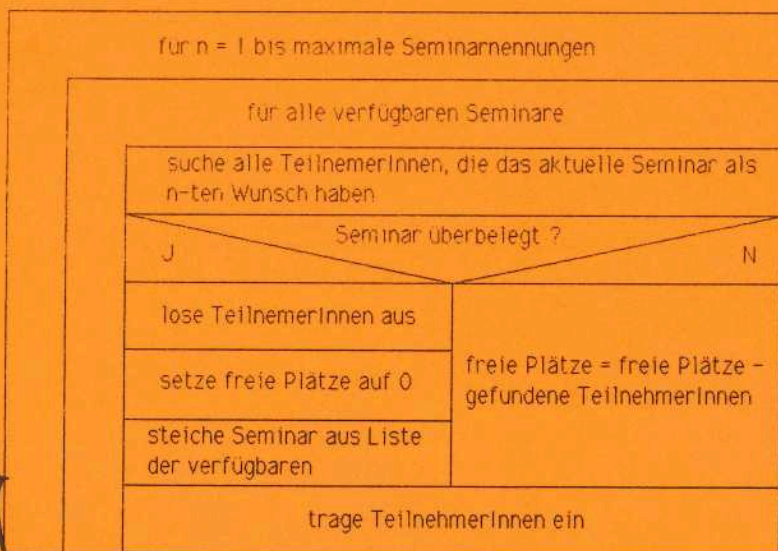 für n = 1 bis maximale Seminarnennungen
für alle verfügbaren Seminare
suche alle TeilnemerInnen, die das aktuelle Seminar als
n-ten Wunsch haben
Seminar überbelegt ?
J
N
lose TeilnemerInnen aus
setze freie Plätze auf 0
steiche Seminar aus Liste
der verfügbaren
freie Plätze = freie Plätze -
gefundene TeilnehmerInnen
trage TeilnehmerInnen ein